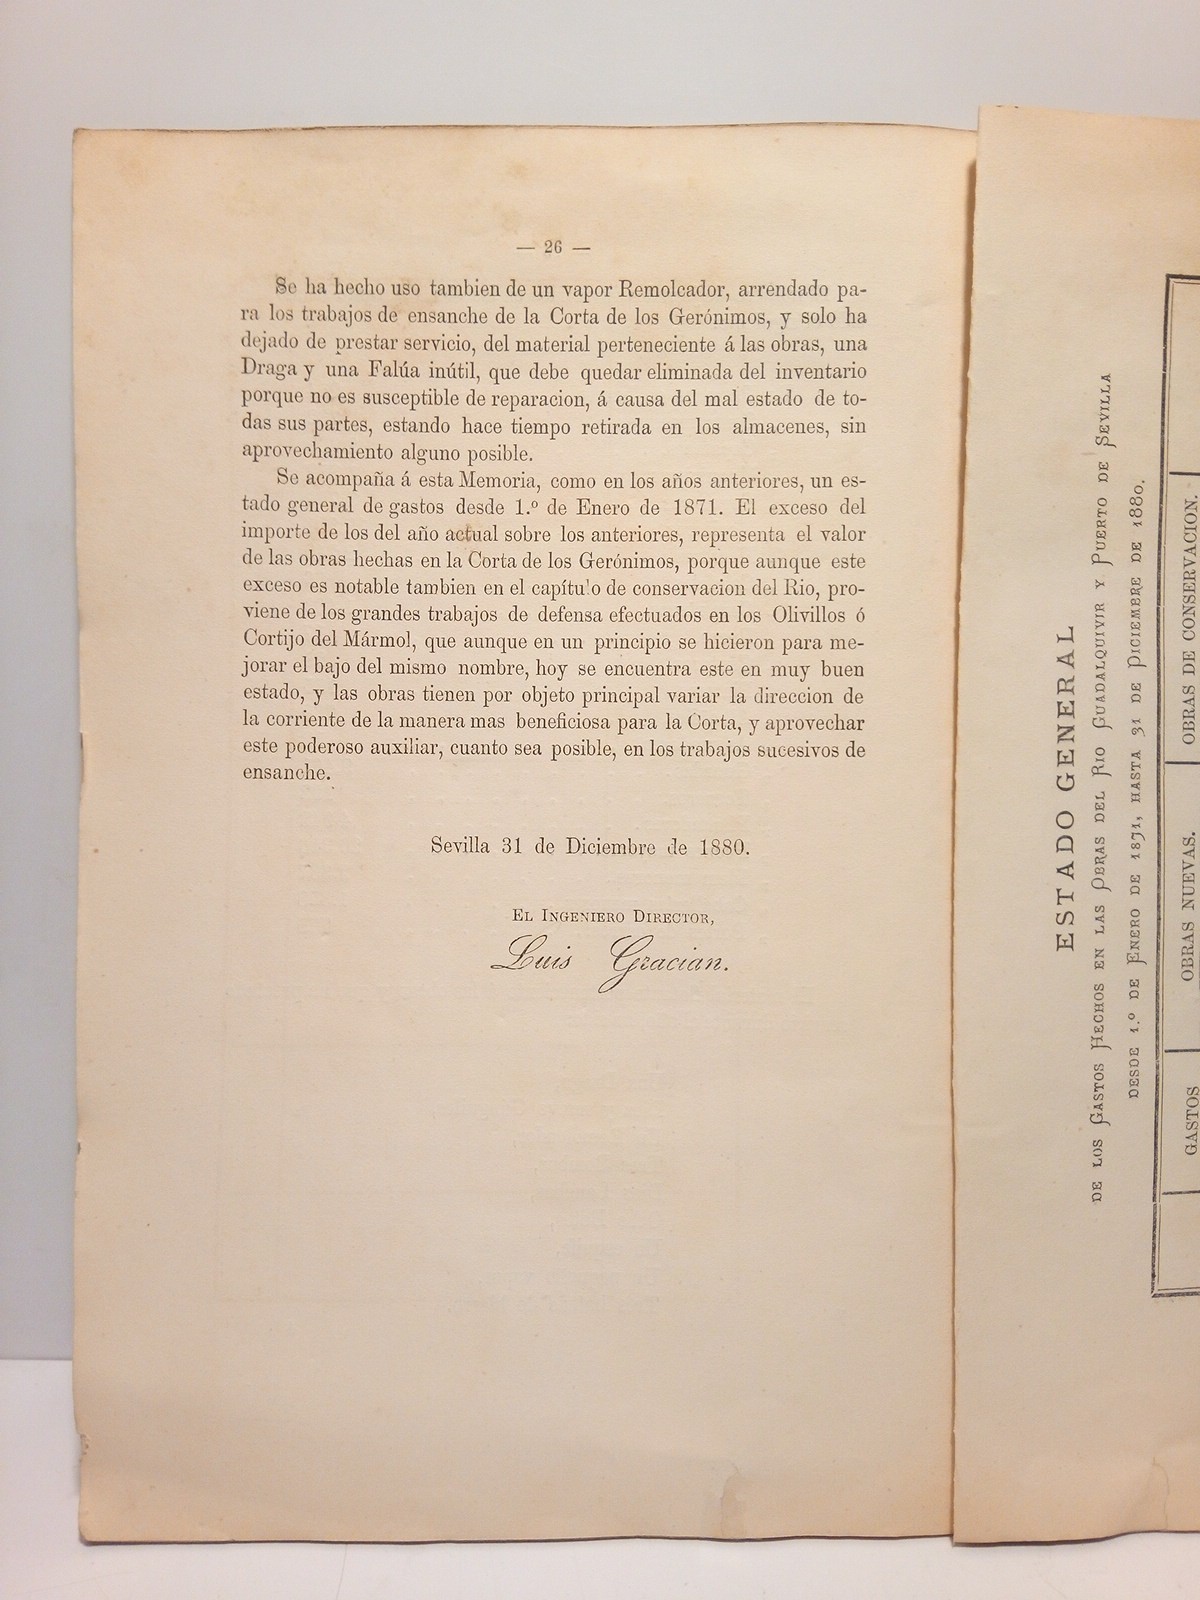 — 26 —
Se ha hecho uso tambien de un vapor Remolcador, arrendado pa-
ra los trabajos de ensanche de la Corta de los Gerónimos, y solo ha
dejado de prestar servicio, del material perteneciente á las obras, una
Draga y una Falúa inútil, que debe quedar eliminada del inventario
porque no es susceptible de reparacion, á causa del mal estado de to-
das sus partes, estando hace tiempo retirada en los almacenes, sin
aprovechamiento alguno posible.
Se acompaña á esta Memoria, como en los años anteriores, un es-
tado general de gastos desde 1.º de Enero de 1871. El exceso del
importe de los del año actual sobre los anteriores, representa el valor
de las obras hechas en la Corta de los Gerónimos, porque aunque este
exceso es notable tambien en el capítulo de conservacion del Rio, pro-
viene de los grandes trabajos de defensa efectuados en los Olivillos ó
Cortijo del Mármol, que aunque en un principio se hicieron para me-
jorar el bajo del mismo nombre, hoy se encuentra este en muy buen
estado, y las obras tienen por objeto principal variar la direccion de
la corriente de la manera mas beneficiosa para la Corta, y aprovechar
este poderoso auxiliar, cuanto sea posible, en los trabajos sucesivos de
ensanche.
Sevilla 31 de Diciembre de 1880.
El Ingeniero Director,
Luis Gracian.
ESTADO GENERAL
DE LOS GASTOS HECHOS EN LAS OBRAS DEL RIO GUADALQUIVIR Y PUERTO DE SEVILLA
DESDE 1.º DE ENERO DE 1871, HASTA 31 DE DICIEMBRE DE 1880.
GASTOS
OBRAS NUEVAS.
OBRAS DE CONSERVACION.